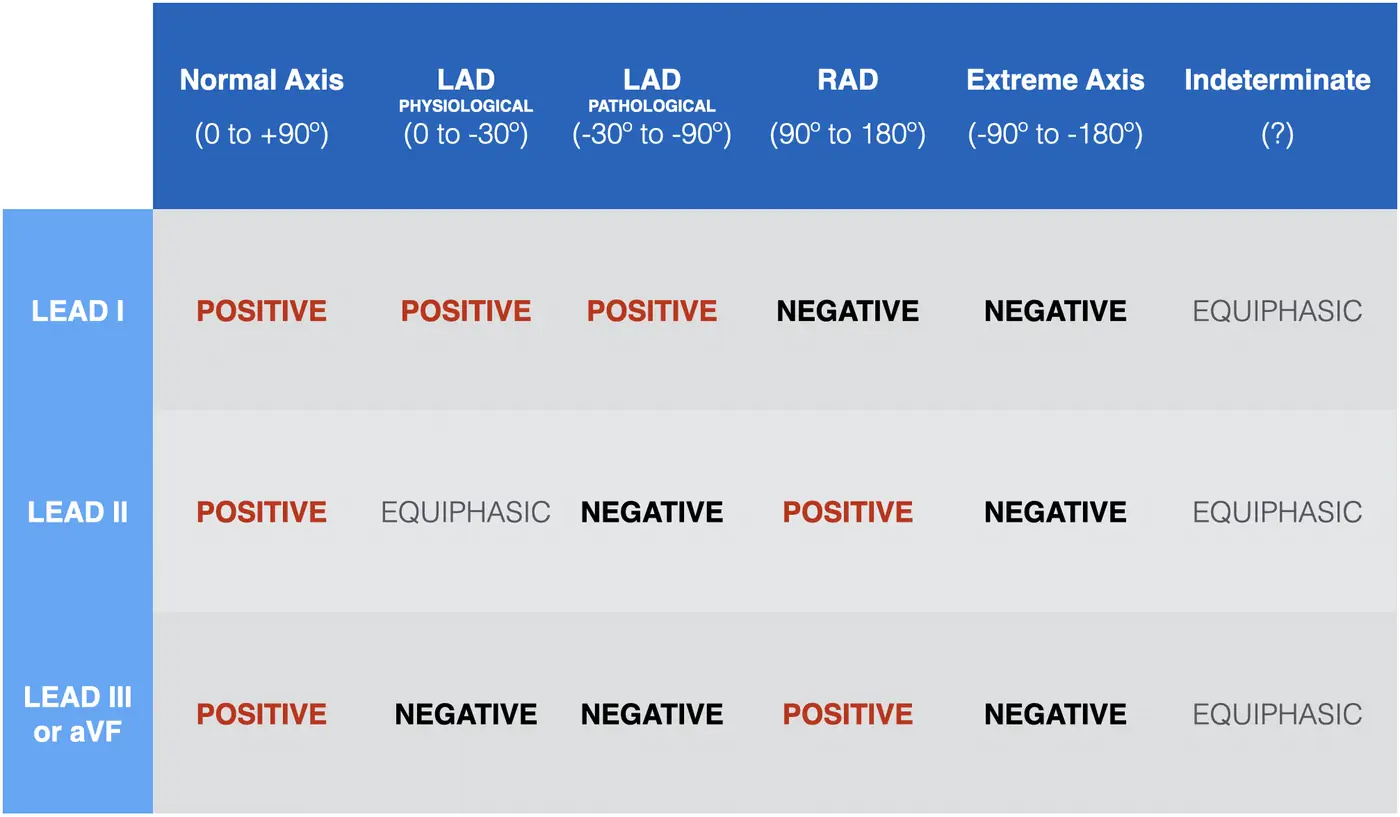 Normal Axis LAD LAD RAD Extreme Axis Indeterminate
PHYSIOLOGICAL PATHOLOGICAL
(0 to +90º) (0 to -30º) (-30º to -90º) (90º to 180º) (-90º to -180º) (?)
LEAD I POSITIVE POSITIVE POSITIVE NEGATIVE NEGATIVE EQUIPHASIC
LEAD II POSITIVE EQUIPHASIC NEGATIVE POSITIVE NEGATIVE EQUIPHASIC
LEAD III
or aVF POSITIVE NEGATIVE NEGATIVE POSITIVE NEGATIVE EQUIPHASIC